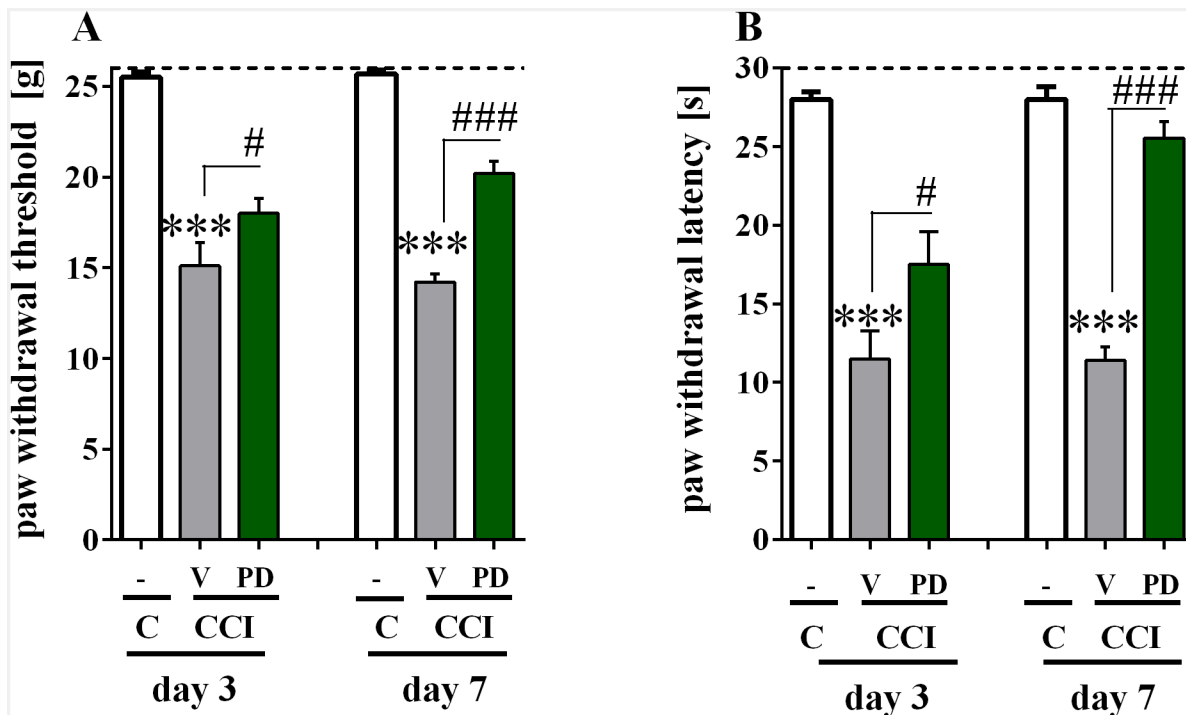 A
paw withdrawal threshold [g]
25
20
15
10
5
0
***
#
***
###
- V PD - V PD
C CCI C CCI
day 3 day 7
B
paw withdrawal latency [s]
30
25
20
15
10
5
0
***
#
***
###
- V PD - V PD
C CCI C CCI
day 3 day 7